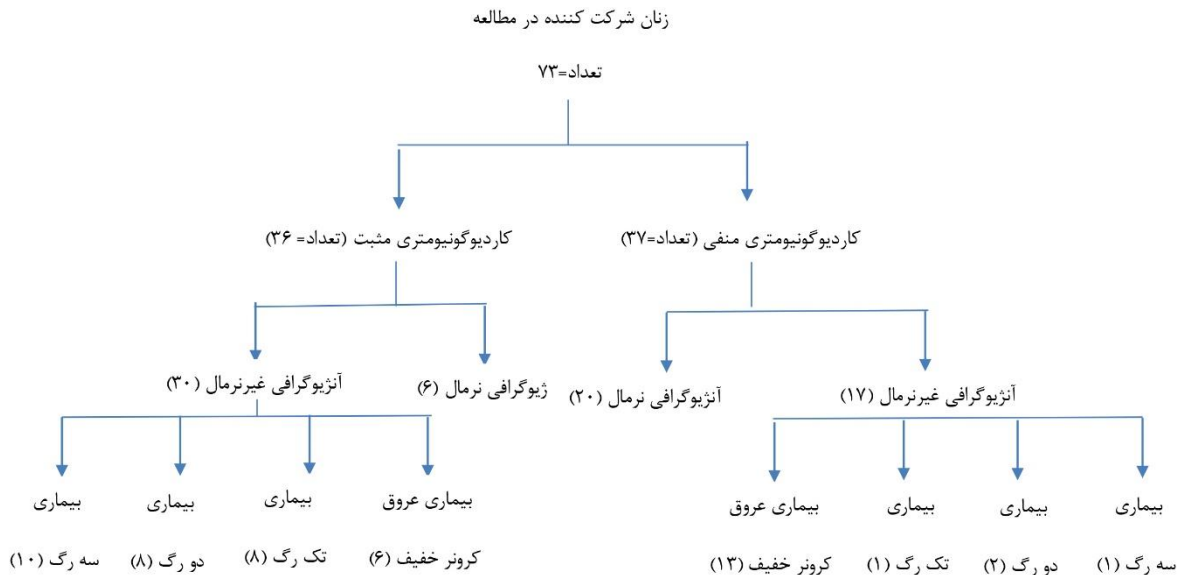 زنان شرکت کننده در مطالعه
تعداد=۷۳
کاردیوگونیومتری منفی (تعداد=۳۷)
کاردیوگونیومتری مثبت (تعداد= ۳۶)
آنژیوگرافی غیرنرمال (۱۷)
آنژیوگرافی نرمال (۲۰)
ژیوگرافی نرمال (۶)
آنژیوگرافی غیرنرمال (۳۰)
بیماری
سه رگ (۱)
بیماری
دو رگ (۲)
بیماری
تک رگ (۱)
بیماری عروق
کرونر خفیف (۱۳)
بیماری عروق
کرونر خفیف (۶)
بیماری
تک رگ (۸)
بیماری
دو رگ (۸)
بیماری
سه رگ (۱۰)